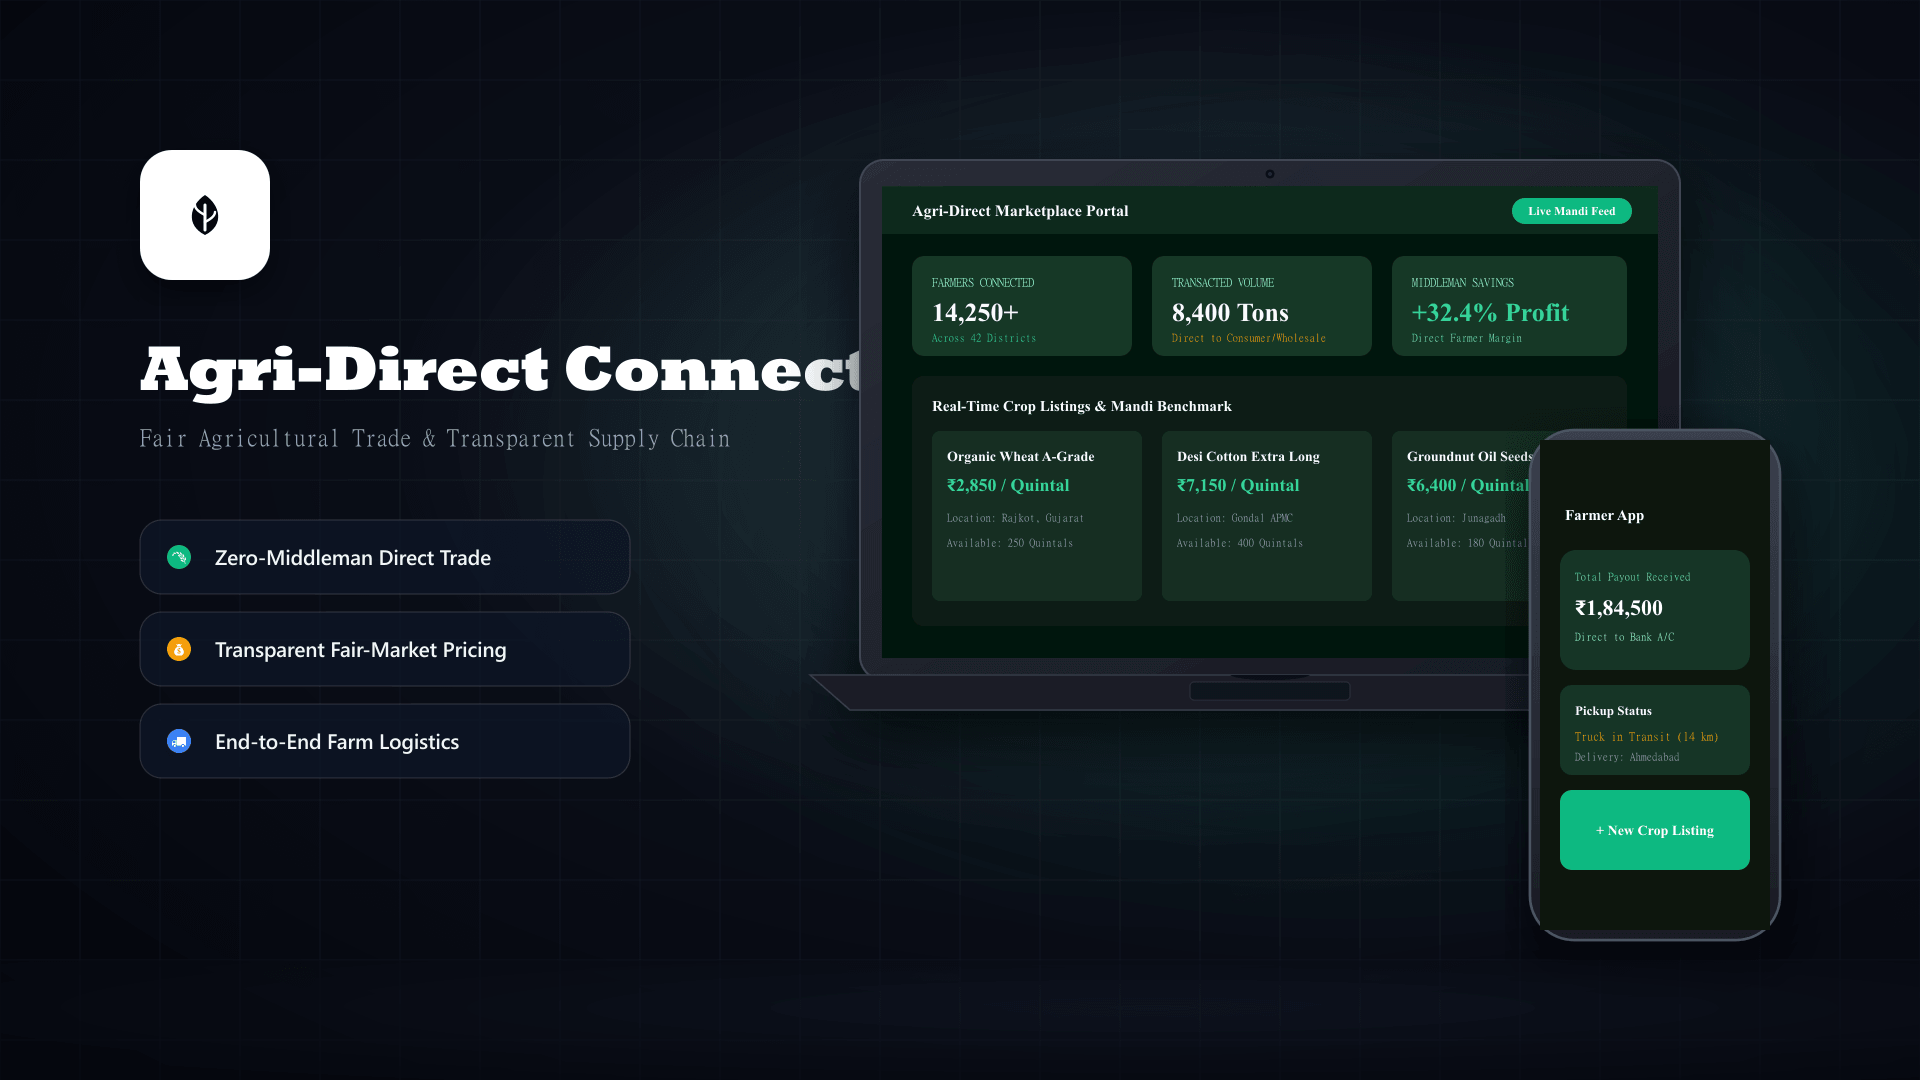 Agri-Direct Connect
Fair Agricultural Trade & Transparent Supply Chain
Zero-Middleman Direct Trade
Transparent Fair-Market Pricing
End-to-End Farm Logistics
Agri-Direct Marketplace Portal
Live Mandi Feed
FARMERS CONNECTED
14,250+
Across 42 Districts
TRANSACTED VOLUME
8,400 Tons
Direct to Consumer/Wholesale
MIDDLEMAN SAVINGS
+32.4% Profit
Direct Farmer Margin
Real-Time Crop Listings & Mandi Benchmark
Organic Wheat A-Grade
₹2,850 / Quintal
Location: Rajkot, Gujarat
Available: 250 Quintals
Desi Cotton Extra Long
₹7,150 / Quintal
Location: Gondal APMC
Available: 400 Quintals
Groundnut Oil Seeds
₹6,400 / Quintal
Location: Junagadh
Available: 180 Quintal
Farmer App
Total Payout Received
₹1,84,500
Direct to Bank A/C
Pickup Status
Truck in Transit (14 km)
Delivery: Ahmedabad
+ New Crop Listing